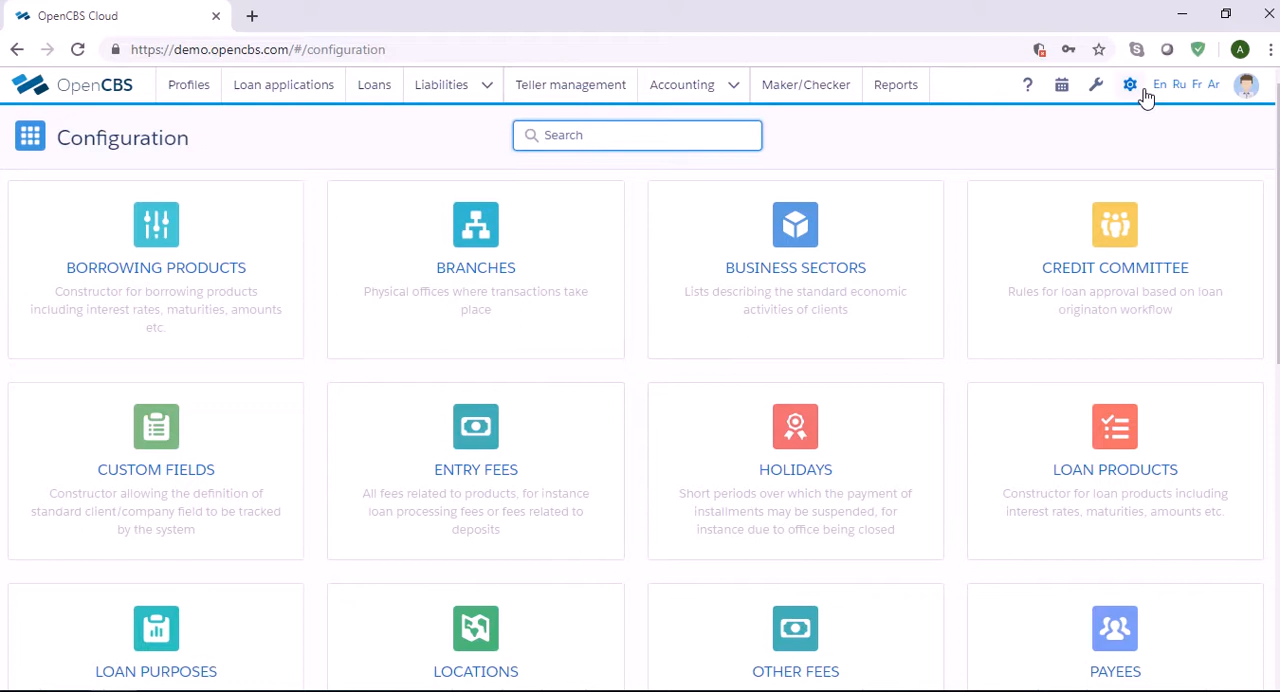 OpenCBS Cloud
https://demo.opencbs.com/#/configuration
A
OpenCBS
Profiles
Loan applications
Loans
Liabilities
Teller management
Accounting
Maker/Checker
Reports
?
En Ru Fr Ar
Configuration
Search
BORROWING PRODUCTS
Constructor for borrowing products
including interest rates, maturities, amounts
etc.
BRANCHES
Physical offices where transactions take
place
BUSINESS SECTORS
Lists describing the standard economic
activities of clients
CREDIT COMMITTEE
Rules for loan approval based on loan
originaton workflow
CUSTOM FIELDS
Constructor allowing the definition of
standard client/company field to be tracked
by the system
ENTRY FEES
All fees related to products, for instance
loan processing fees or fees related to
deposits
HOLIDAYS
Short periods over which the payment of
installments may be suspended, for
instance due to office being closed
LOAN PRODUCTS
Constructor for loan products including
interest rates, maturities, amounts etc.
LOAN PURPOSES
LOCATIONS
OTHER FEES
PAYEES